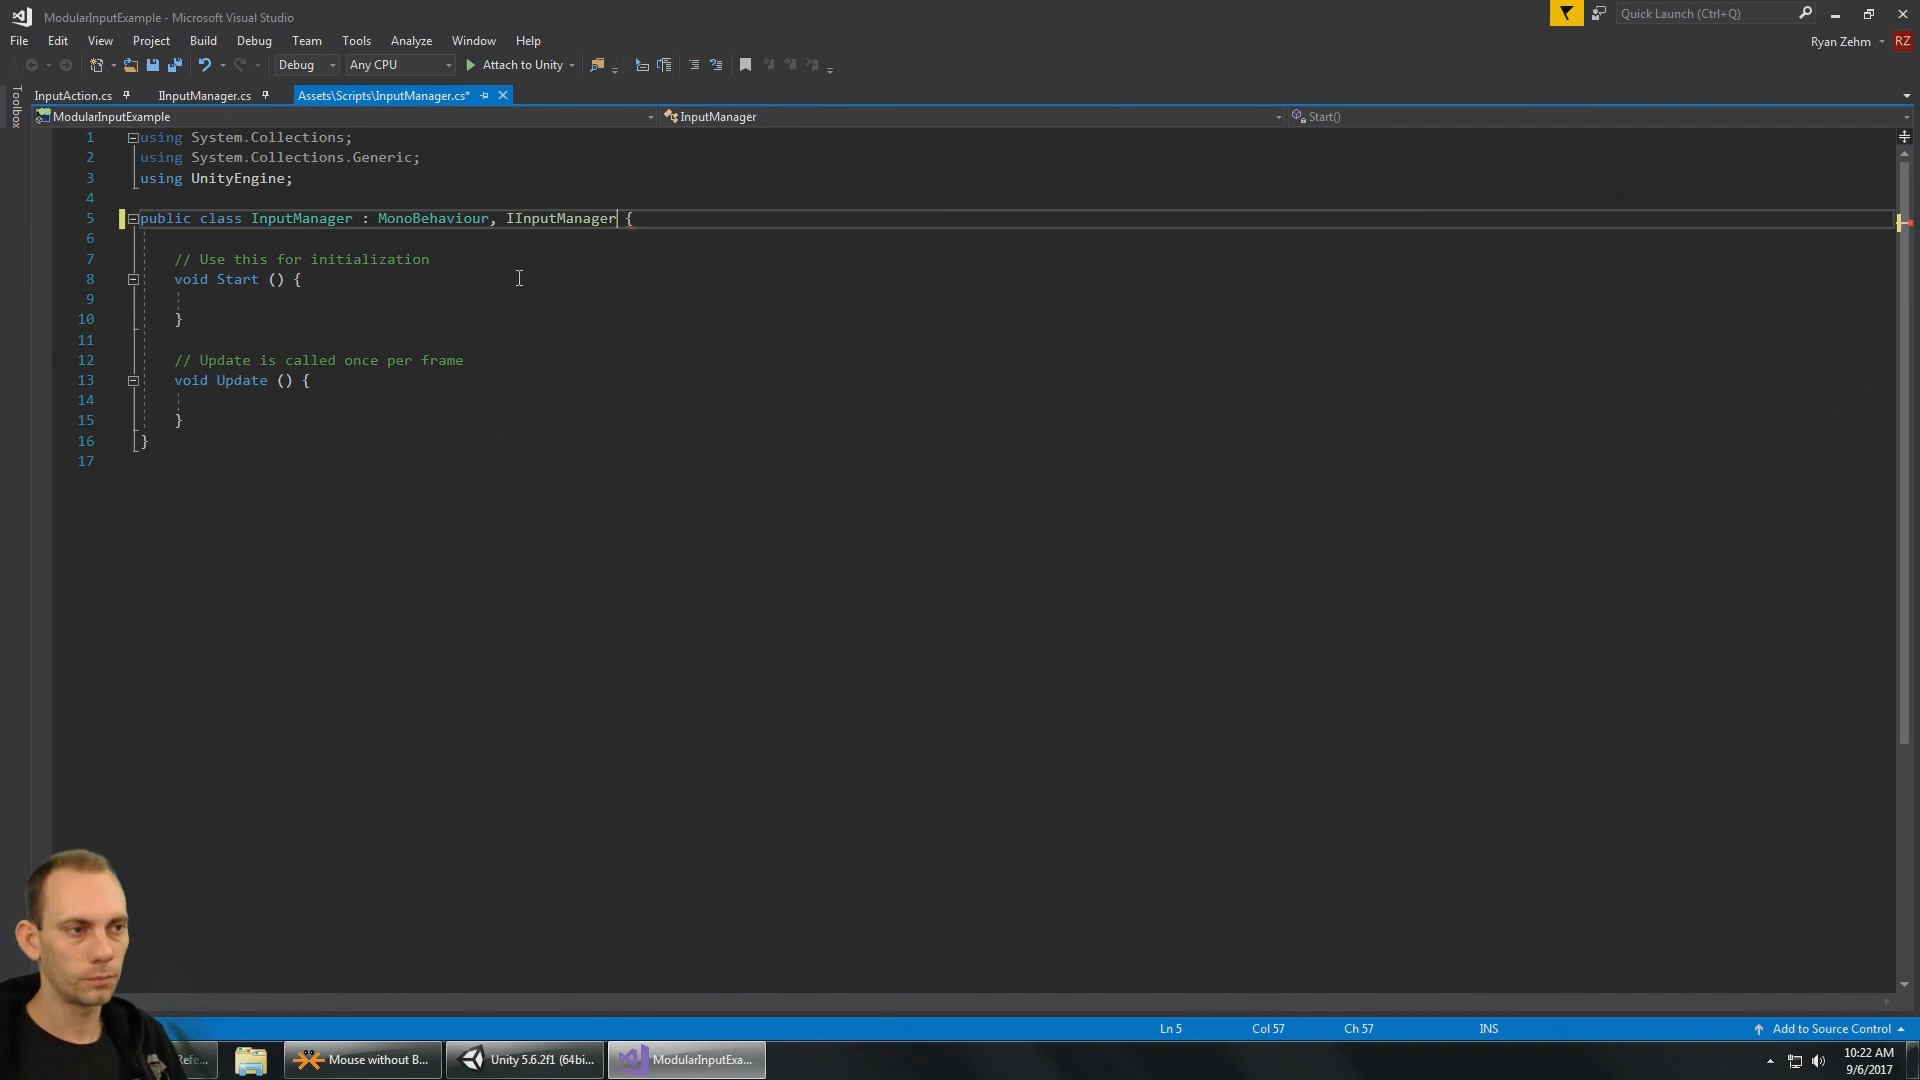 ModularInputExample - Microsoft Visual Studio
Quick Launch (Ctrl+Q)
File Edit View Project Build Debug Team Tools Analyze Window Help
Ryan Zehm RZ
Debug Any CPU Attach to Unity
Toolbox
InputAction.cs IInputManager.cs Assets\Scripts\InputManager.cs*
ModularInputExample InputManager Start()
1 using System.Collections;
2 using System.Collections.Generic;
3 using UnityEngine;
4
5 public class InputManager : MonoBehaviour, IInputManager {
6
7 // Use this for initialization
8 void Start () {
9
10 }
11
12 // Update is called once per frame
13 void Update () {
14
15 }
16 }
17
Ln 5 Col 57 Ch 57 INS Add to Source Control
Refe... Mouse without B... Unity 5.6.2f1 (64bi... ModularInputExa...
10:22 AM
9/6/2017